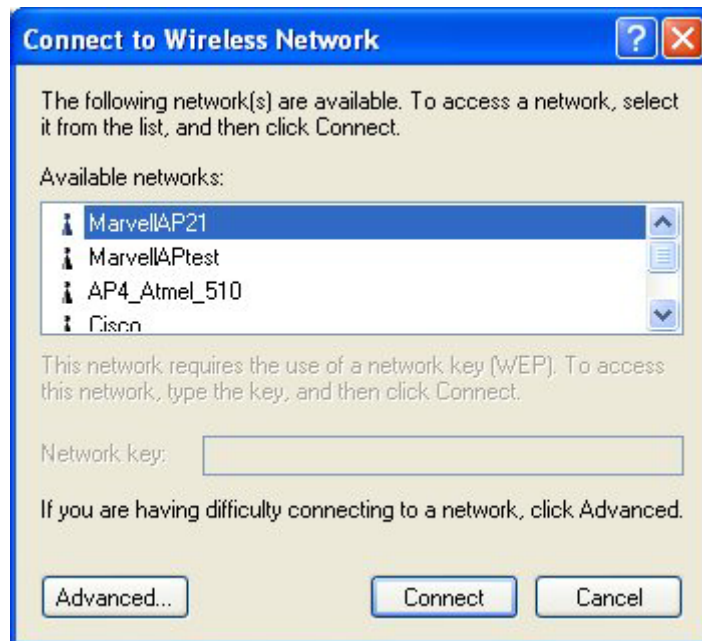 Connect to Wireless Network
The following network(s) are available. To access a network, select
it from the list, and then click Connect.
Available networks:
MarvellAP21
MarvellAPtest
AP4_Atmel_510
Cisco
This network requires the use of a network key (WEP). To access
this network, type the key, and then click Connect.
Network key:
If you are having difficulty connecting to a network, click Advanced.
Advanced... Connect Cancel